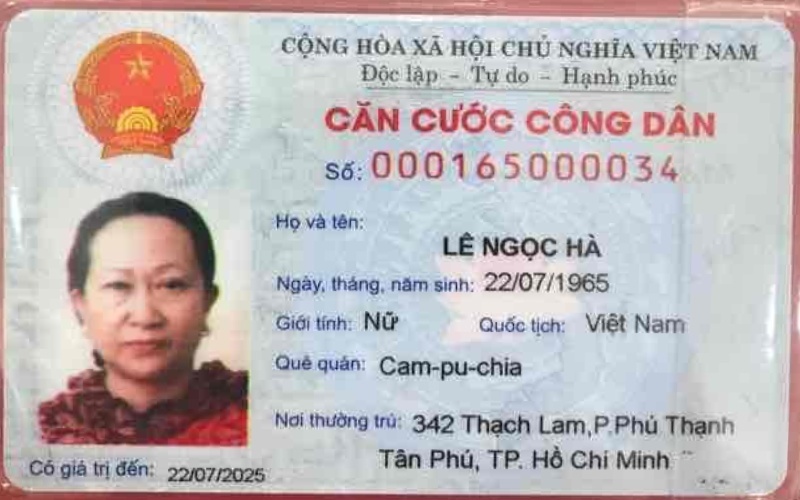 CỘNG HÒA XÃ HỘI CHỦ NGHĨA VIỆT NAM
Độc lập - Tự do - Hạnh phúc
CĂN CƯỚC CÔNG DÂN
Số: 000165000034
Họ và tên:
LÊ NGỌC HÀ
Ngày, tháng, năm sinh: 22/07/1965
Giới tính: Nữ Quốc tịch: Việt Nam
Quê quán: Cam-pu-chia
Nơi thường trú: 342 Thạch Lam,P.Phú Thạnh
Tân Phú, TP. Hồ Chí Minh
Có giá trị đến: 22/07/2025